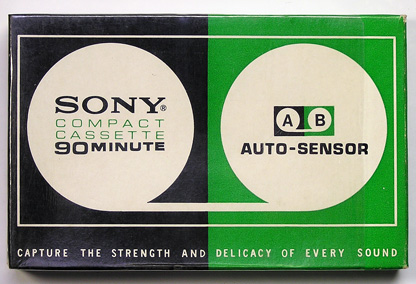 SONY®
COMPACT
CASSETTE
90 MINUTE
A B
AUTO-SENSOR
CAPTURE THE STRENGTH AND DELICACY OF EVERY SOUND